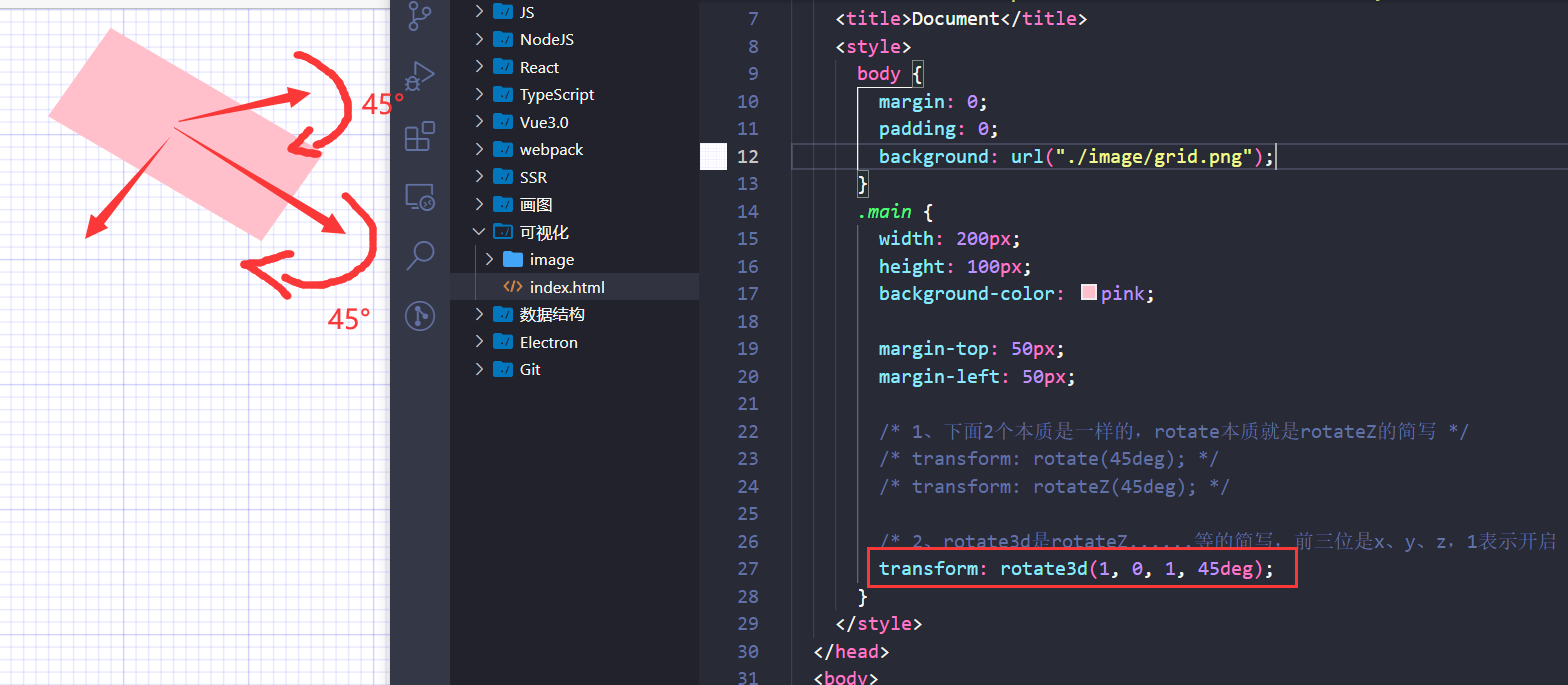 45°
45°
JS
NodeJS
React
TypeScript
Vue3.0
webpack
SSR
画图
可视化
image
</> index.html
数据结构
Electron
Git
7 <title>Document</title>
8 <style>
9 body {
10 margin: 0;
11 padding: 0;
12 background: url("./image/grid.png");
13 }
14 .main {
15 width: 200px;
16 height: 100px;
17 background-color: pink;
18
19 margin-top: 50px;
20 margin-left: 50px;
21
22 /* 1、下面2个本质是一样的，rotate本质就是rotateZ的简写 */
23 /* transform: rotate(45deg); */
24 /* transform: rotateZ(45deg); */
25
26 /* 2、rotate3d是rotateZ......等的简写，前三位是x、y、z，1表示开启
27 transform: rotate3d(1, 0, 1, 45deg);
28 }
29 </style>
30 </head>
31 <body>